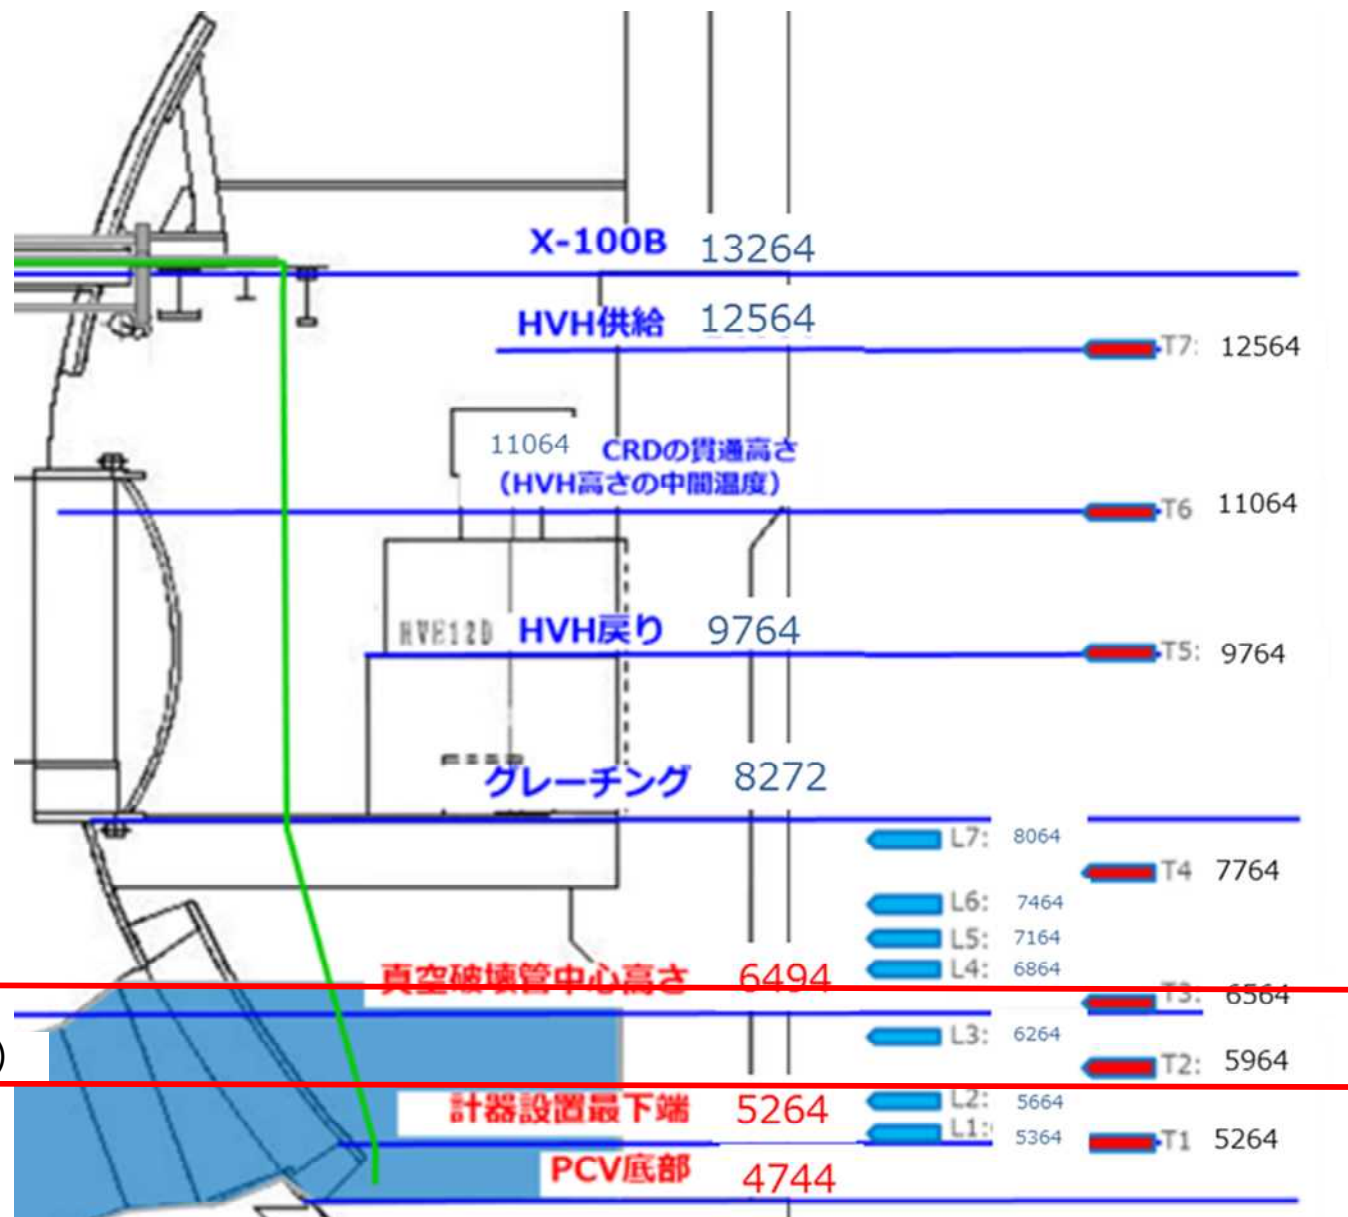 X-100B 13264
HVH供給 12564
T7: 12564
11064 CRDの貫通高さ
（HVH高さの中間温度）
T6 11064
HVH12D HVH戻り 9764
T5: 9764
グレーチング 8272
L7: 8064
T4 7764
L6: 7464
L5: 7164
L4: 6864
真空破壊管中心高さ 6494
T3: 6564
L3: 6264
)
T2: 5964
計器設置最下端 5264
L2: 5664
L1: 5364
T1 5264
PCV底部 4744